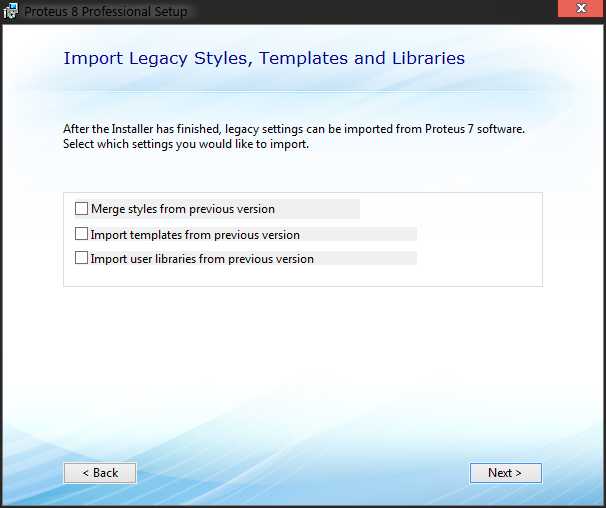 Proteus 8 Professional Setup
x
Import Legacy Styles, Templates and Libraries
After the Installer has finished, legacy settings can be imported from Proteus 7 software.
Select which settings you would like to import.
Merge styles from previous version
Import templates from previous version
Import user libraries from previous version
< Back
Next >